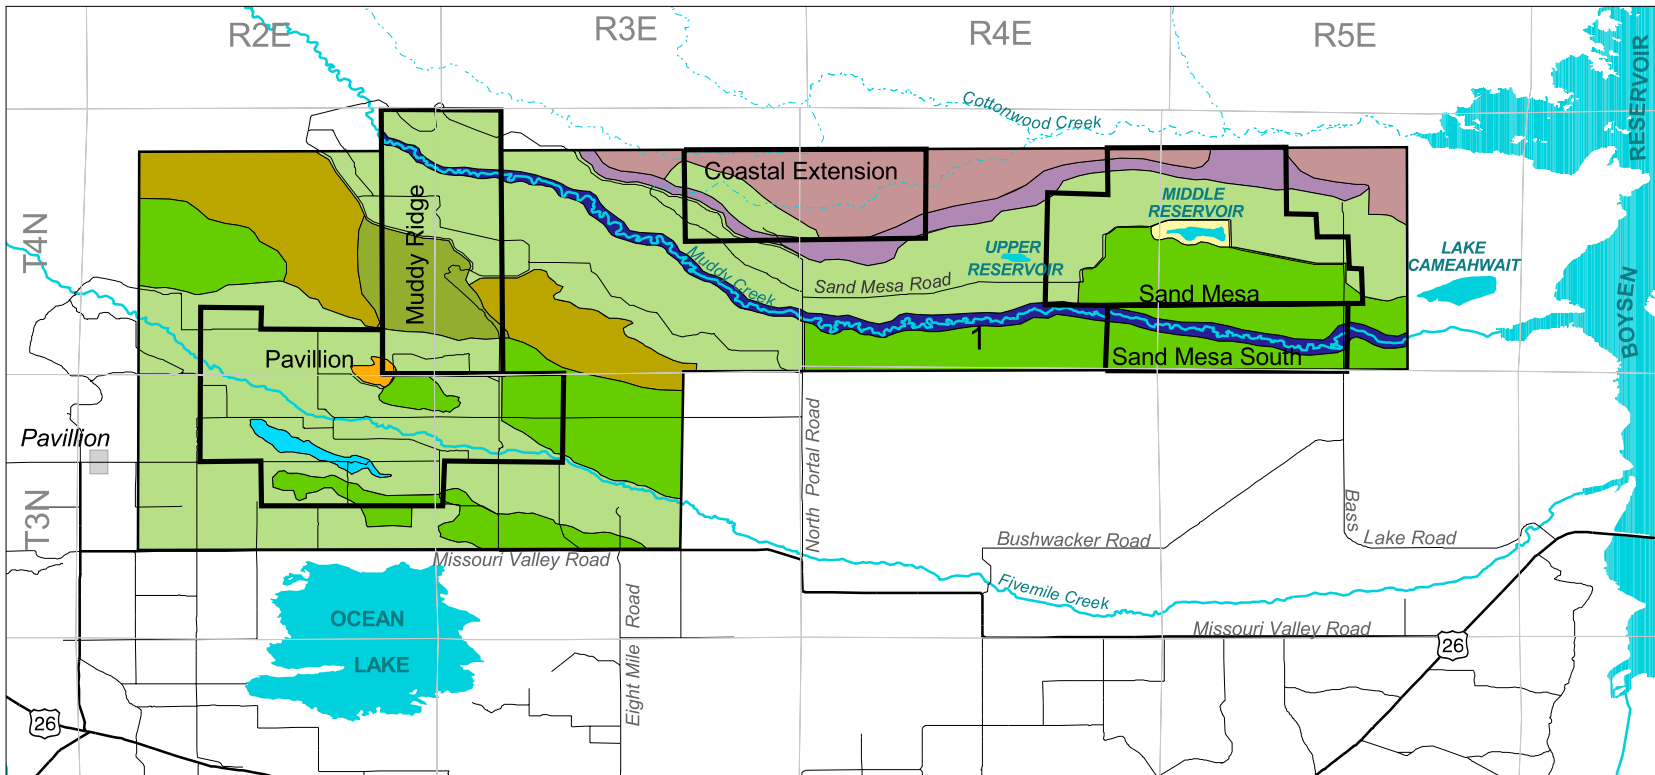 R2E
R3E
R4E
R5E
RESERVOIR
Cottonwood Creek
Coastal Extension
Muddy Ridge
MIDDLE
RESERVOIR
T4N
Muddy Creek
UPPER
RESERVOIR
LAKE
CAMEAHWAIT
Sand Mesa Road
Sand Mesa
BOYSEN
1
Sand Mesa South
Pavillion
Pavillion
T3N
North Portal Road
Bass
Lake Road
Bushwacker Road
Missouri Valley Road
Fivemile Creek
OCEAN
LAKE
Eight Mile Road
Missouri Valley Road
26
26